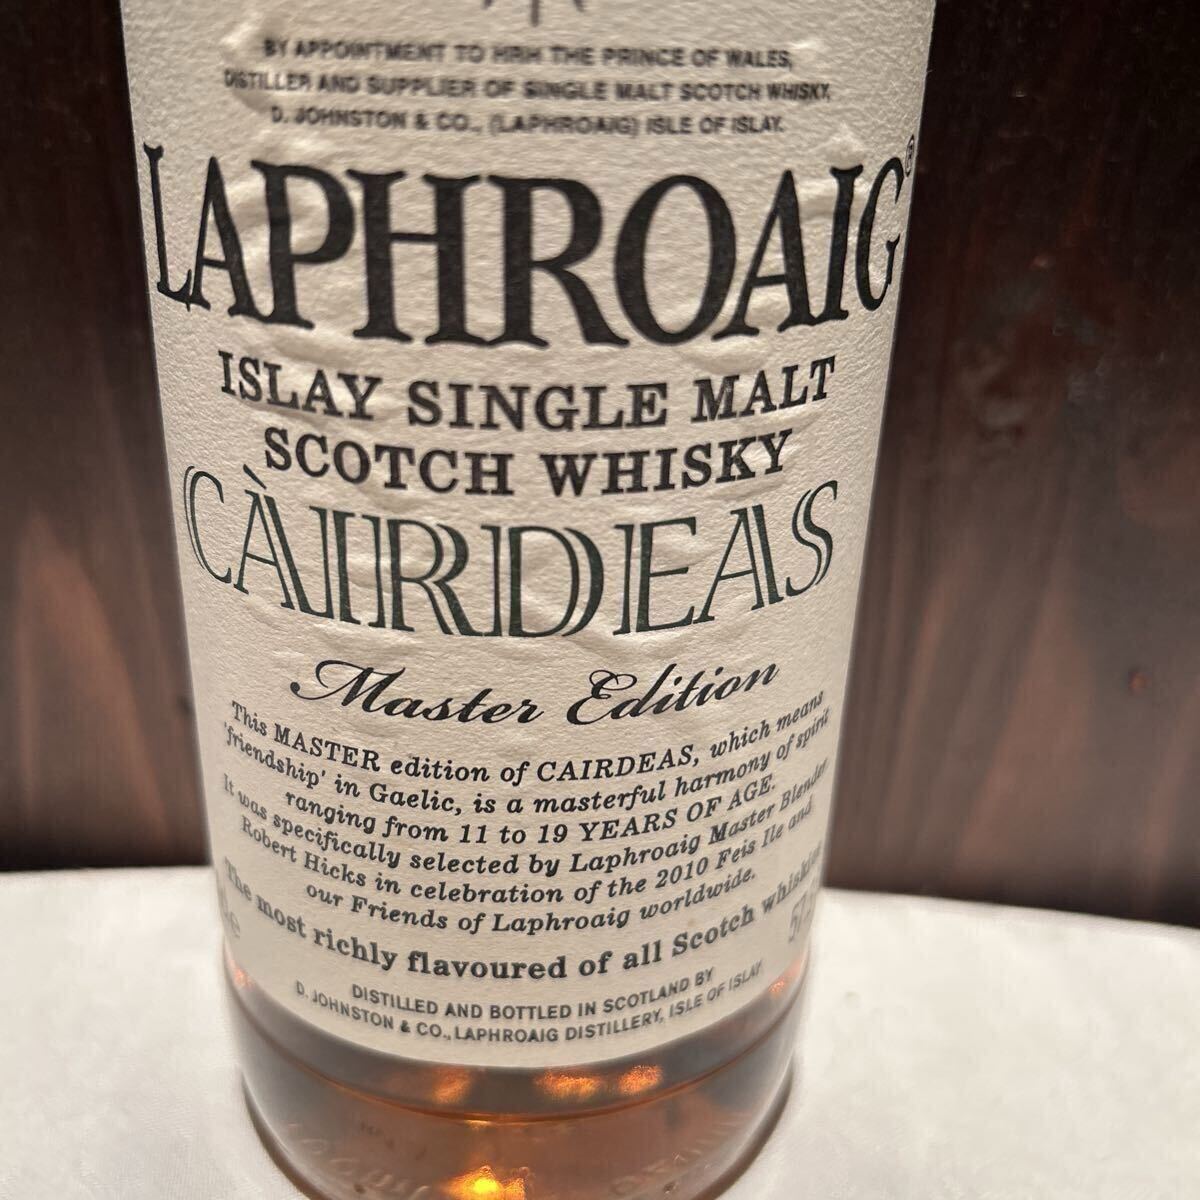 BY APPOINTMENT TO HRH THE PRINCE OF WALES,
DISTILLER AND SUPPLIER OF SINGLE MALT SCOTCH WHISKY,
D. JOHNSTON & CO., (LAPHROAIG) ISLE OF ISLAY.
LAPHROAIG®
ISLAY SINGLE MALT
SCOTCH WHISKY
CÀIRDEAS
Master Edition
This MASTER edition of CAIRDEAS, which means
'friendship' in Gaelic, is a masterful harmony of spirit
ranging from 11 to 19 YEARS OF AGE.
It was specifically selected by Laphroaig Master Blender
Robert Hicks in celebration of the 2010 Feis Ile and
our Friends of Laphroaig worldwide.
The most richly flavoured of all Scotch
DISTILLED AND BOTTLED IN SCOTLAND BY
D. JOHNSTON & CO., LAPHROAIG DISTILLERY, ISLE OF ISLAY.